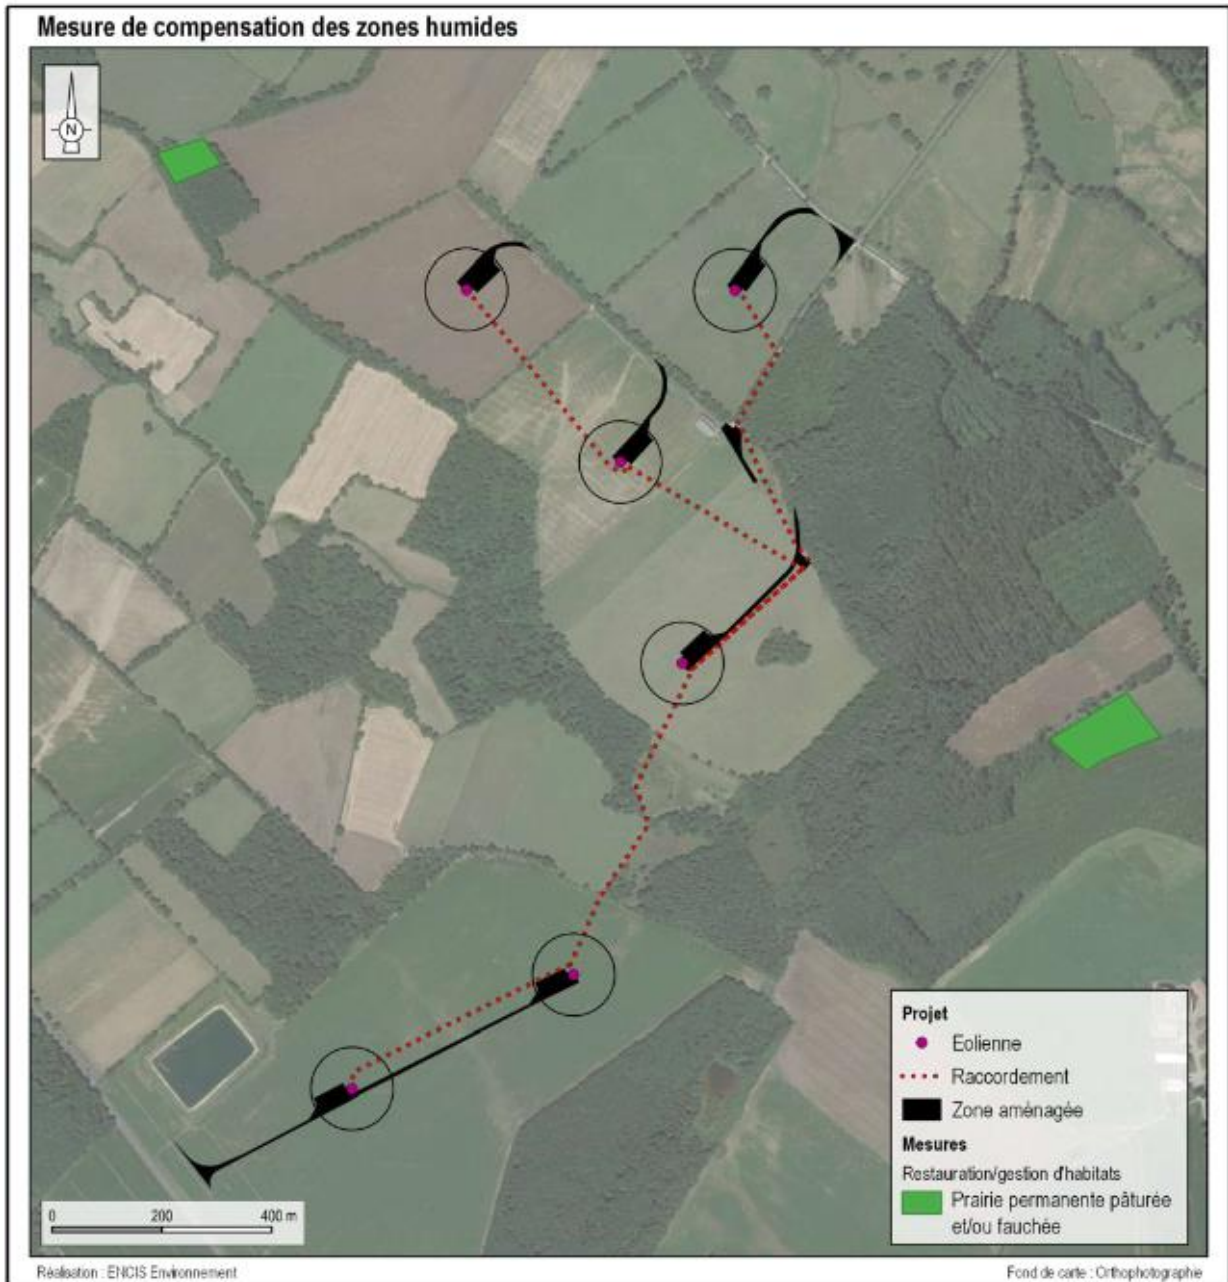 Mesure de compensation des zones humides
N
Projet
Eolienne
Raccordement
Zone aménagée
Mesures
Restauration/gestion d'habitats
Prairie permanente pâturée
et/ou fauchée
0 200 400 m
Réalisation : ENCIS Environnement
Fond de carte : Orthophotographie